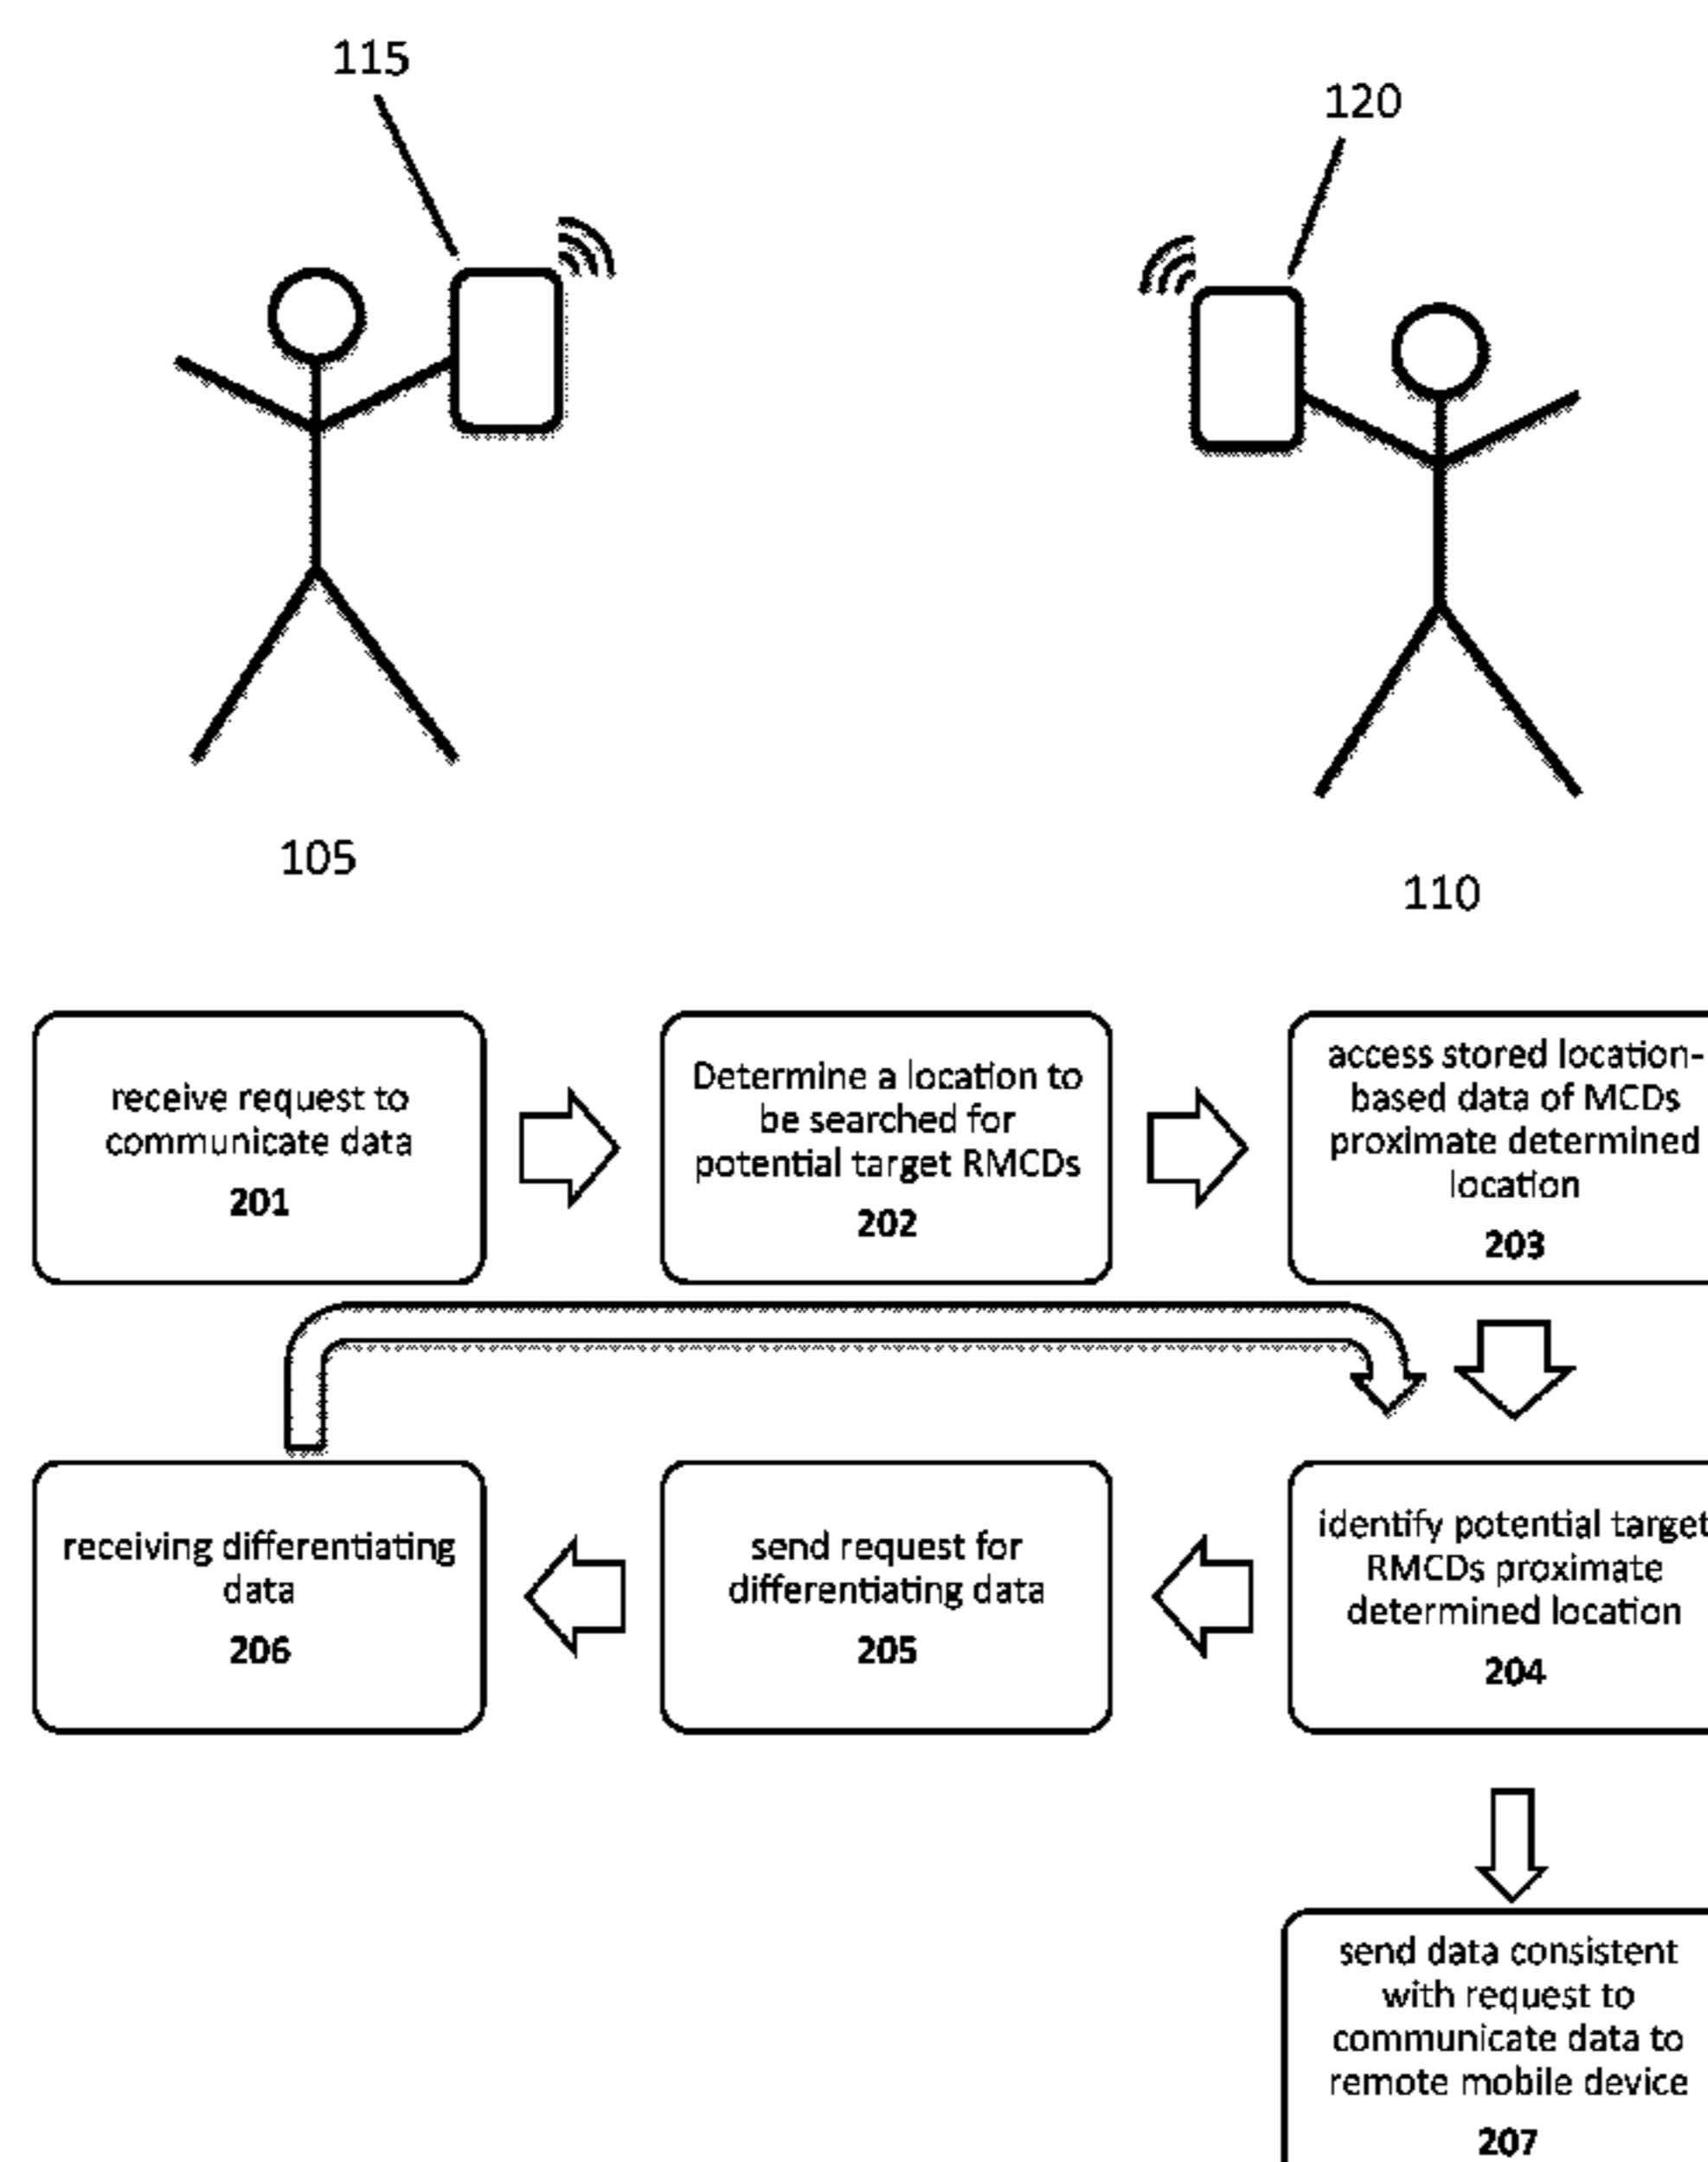 115
120
105
110
receive request to
communicate data
201
Determine a location to
be searched for
potential target RMCDs
202
access stored location-
based data of MCDs
proximate determined
location
203
receiving differentiating
data
206
send request for
differentiating data
205
identify potential target
RMCDs proximate
determined location
204
send data consistent
with request to
communicate data to
remote mobile device
207